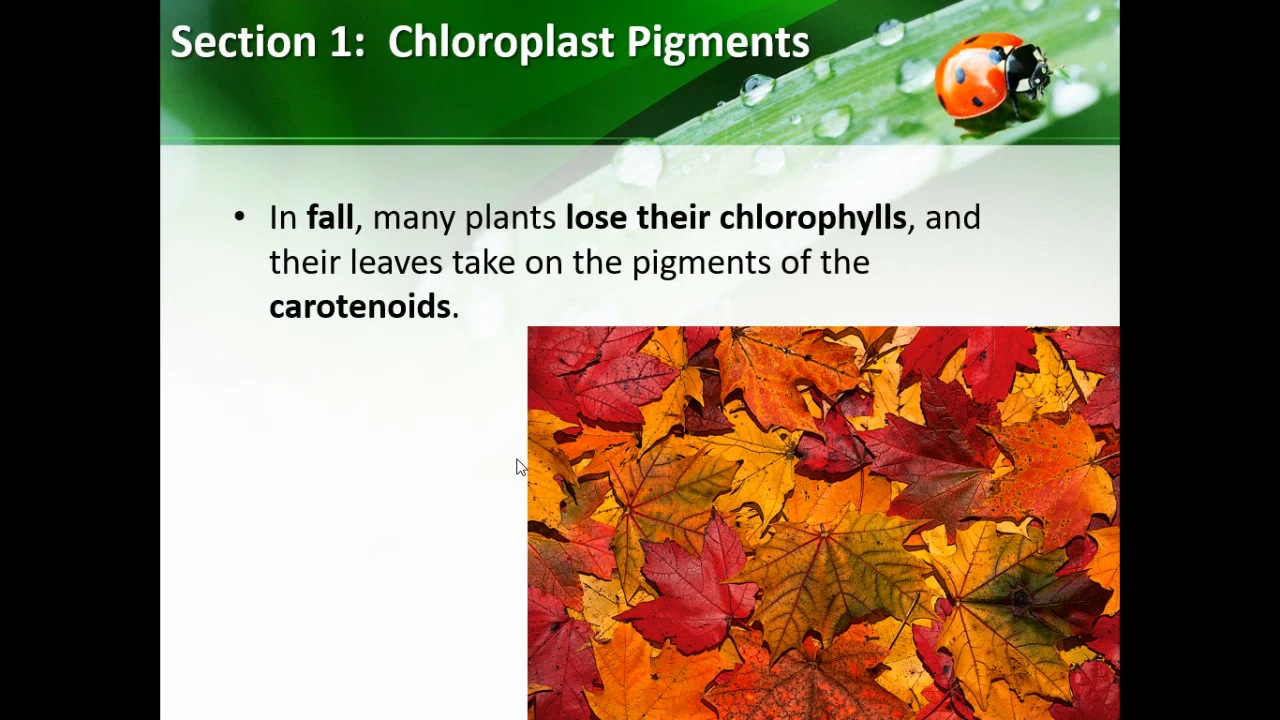 Section 1:  Chloroplast Pigments
• In fall, many plants lose their chlorophylls, and
their leaves take on the pigments of the
carotenoids.